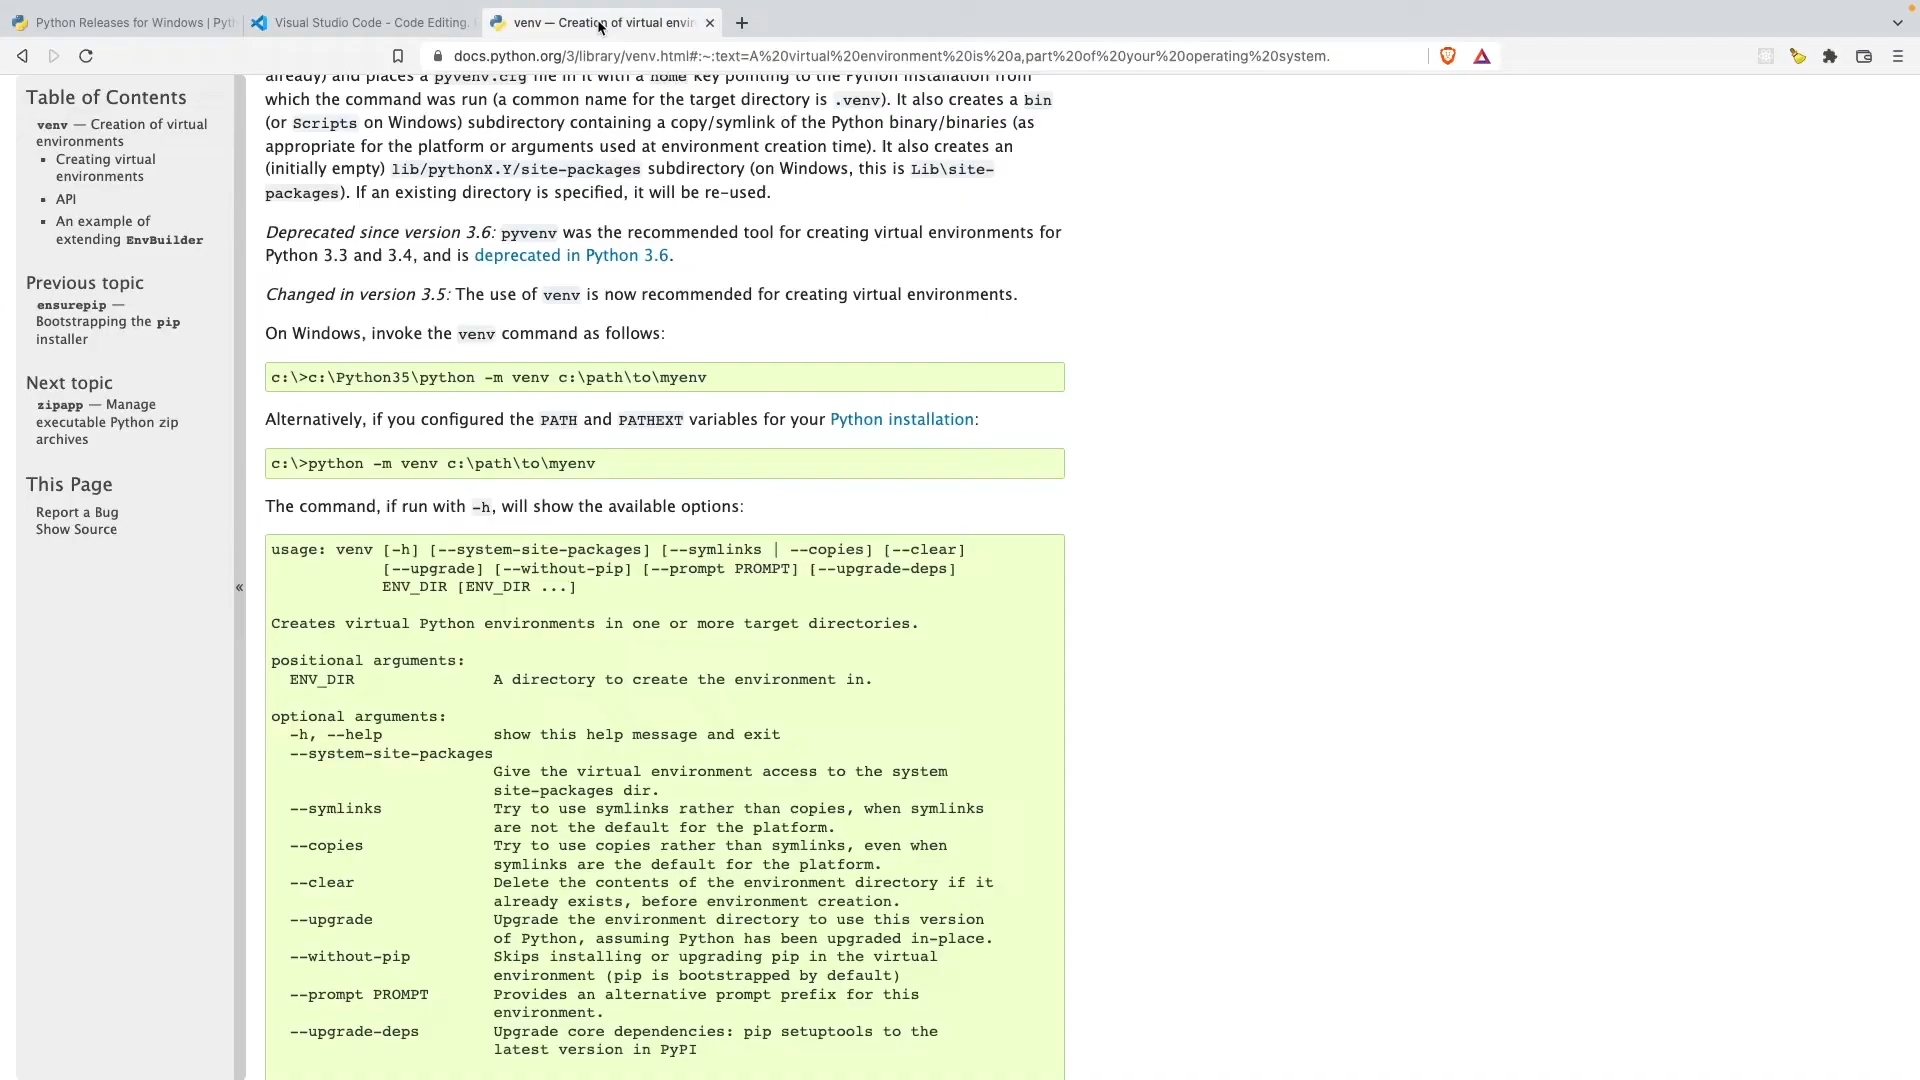 Python Releases for Windows | Pyth
Visual Studio Code - Code Editing.
venv — Creation of virtual envir
docs.python.org/3/library/venv.html#:~:text=A%20virtual%20environment%20is%20a,part%20of%20your%20operating%20system.
Table of Contents
venv — Creation of virtual
environments
Creating virtual
environments
API
An example of
extending EnvBuilder
Previous topic
ensurepip —
Bootstrapping the pip
installer
Next topic
zipapp — Manage
executable Python zip
archives
This Page
Report a Bug
Show Source
«
already) and places a pyvenv.cfg file in it with a home key pointing to the Python installation from
which the command was run (a common name for the target directory is .venv). It also creates a bin
(or Scripts on Windows) subdirectory containing a copy/symlink of the Python binary/binaries (as
appropriate for the platform or arguments used at environment creation time). It also creates an
(initially empty) lib/pythonX.Y/site-packages subdirectory (on Windows, this is Lib\site-
packages). If an existing directory is specified, it will be re-used.
Deprecated since version 3.6: pyvenv was the recommended tool for creating virtual environments for
Python 3.3 and 3.4, and is deprecated in Python 3.6.
Changed in version 3.5: The use of venv is now recommended for creating virtual environments.
On Windows, invoke the venv command as follows:
c:\>c:\Python35\python -m venv c:\path\to\myenv
Alternatively, if you configured the PATH and PATHEXT variables for your Python installation:
c:\>python -m venv c:\path\to\myenv
The command, if run with -h, will show the available options:
usage: venv [-h] [--system-site-packages] [--symlinks | --copies] [--clear]
[--upgrade] [--without-pip] [--prompt PROMPT] [--upgrade-deps]
ENV_DIR [ENV_DIR ...]
Creates virtual Python environments in one or more target directories.
positional arguments:
ENV_DIR A directory to create the environment in.
optional arguments:
-h, --help show this help message and exit
--system-site-packages
Give the virtual environment access to the system
site-packages dir.
--symlinks Try to use symlinks rather than copies, when symlinks
are not the default for the platform.
--copies Try to use copies rather than symlinks, even when
symlinks are the default for the platform.
--clear Delete the contents of the environment directory if it
already exists, before environment creation.
--upgrade Upgrade the environment directory to use this version
of Python, assuming Python has been upgraded in-place.
--without-pip Skips installing or upgrading pip in the virtual
environment (pip is bootstrapped by default)
--prompt PROMPT Provides an alternative prompt prefix for this
environment.
--upgrade-deps Upgrade core dependencies: pip setuptools to the
latest version in PyPI